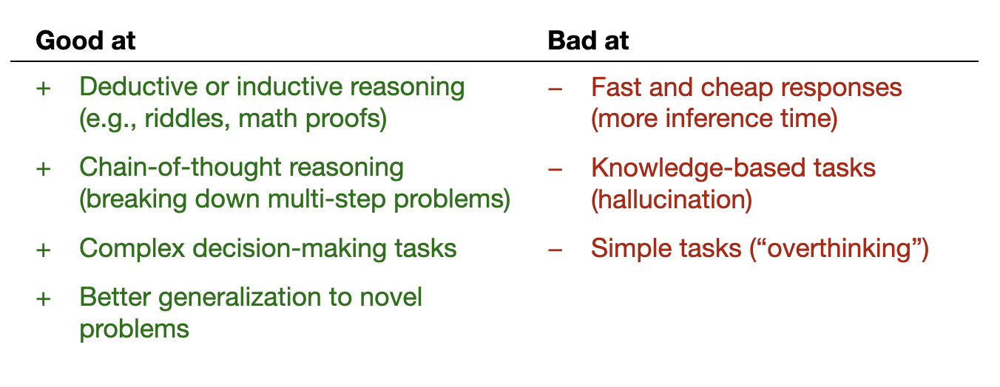 Good at
+ Deductive or inductive reasoning
(e.g., riddles, math proofs)
+ Chain-of-thought reasoning
(breaking down multi-step problems)
+ Complex decision-making tasks
+ Better generalization to novel
problems
Bad at
– Fast and cheap responses
(more inference time)
– Knowledge-based tasks
(hallucination)
– Simple tasks (“overthinking”)